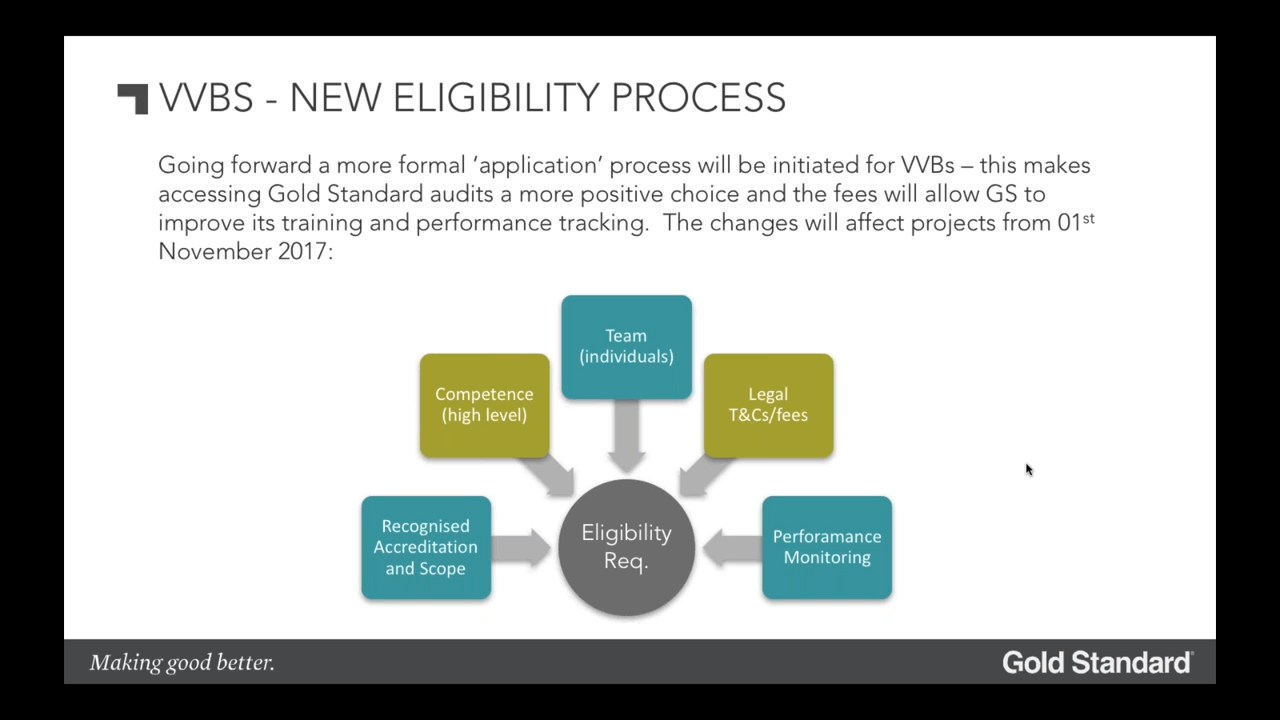 VVBS - NEW ELIGIBILITY PROCESS
Going forward a more formal ‘application’ process will be initiated for VVBs – this makes
accessing Gold Standard audits a more positive choice and the fees will allow GS to
improve its training and performance tracking.  The changes will affect projects from 01st
November 2017:
Team
(individuals)
Competence
(high level)
Legal
T&Cs/fees
Recognised
Accreditation
and Scope
Eligibility
Req.
Perforamance
Monitoring
Making good better.
Gold Standard®